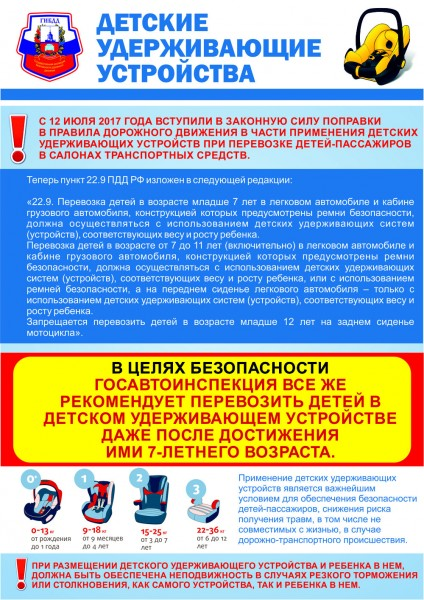 ГИБДД
ДЕТСКИЕ
УДЕРЖИВАЮЩИЕ
УСТРОЙСТВА
С 12 ИЮЛЯ 2017 ГОДА ВСТУПИЛИ В ЗАКОННУЮ СИЛУ ПОПРАВКИ
В ПРАВИЛА ДОРОЖНОГО ДВИЖЕНИЯ В ЧАСТИ ПРИМЕНЕНИЯ ДЕТСКИХ
УДЕРЖИВАЮЩИХ УСТРОЙСТВ ПРИ ПЕРЕВОЗКЕ ДЕТЕЙ-ПАССАЖИРОВ
В САЛОНАХ ТРАНСПОРТНЫХ СРЕДСТВ.
Теперь пункт 22.9 ПДД РФ изложен в следующей редакции:
«22.9. Перевозка детей в возрасте младше 7 лет в легковом автомобиле и кабине
грузового автомобиля, конструкцией которых предусмотрены ремни безопасности,
должна осуществляться с использованием детских удерживающих систем
(устройств), соответствующих весу и росту ребенка.
Перевозка детей в возрасте от 7 до 11 лет (включительно) в легковом автомобиле и
кабине грузового автомобиля, конструкцией которых предусмотрены ремни
безопасности, должна осуществляться с использованием детских удерживающих
систем (устройств), соответствующих весу и росту ребенка, или с использованием
ремней безопасности, а на переднем сиденье легкового автомобиля – только с
использованием детских удерживающих систем (устройств), соответствующих весу и
росту ребенка.
Запрещается перевозить детей в возрасте младше 12 лет на заднем сиденье
мотоцикла».
В ЦЕЛЯХ БЕЗОПАСНОСТИ
ГОСАВТОИНСПЕКЦИЯ ВСЕ ЖЕ
РЕКОМЕНДУЕТ ПЕРЕВОЗИТЬ ДЕТЕЙ В
ДЕТСКОМ УДЕРЖИВАЮЩЕМ УСТРОЙСТВЕ
ДАЖЕ ПОСЛЕ ДОСТИЖЕНИЯ
ИМИ 7-ЛЕТНЕГО ВОЗРАСТА.
0+
0-13 кг
от рождения
до 1 года
1
9-18 кг
от 9 месяцев
до 4 лет
2
15-25 кг
от 3 до 7
лет
3
22-36 кг
от 6 до 12
лет
Применение детских удерживающих
устройств является важнейшим
условием для обеспечения безопасности
детей-пассажиров, снижения риска
получения травм, в том числе не
совместимых с жизнью, в случае
дорожно-транспортного происшествия.
ПРИ РАЗМЕЩЕНИИ ДЕТСКОГО УДЕРЖИВАЮЩЕГО УСТРОЙСТВА И РЕБЕНКА В НЕМ,
ДОЛЖНА БЫТЬ ОБЕСПЕЧЕНА НЕПОДВИЖНОСТЬ В СЛУЧАЯХ РЕЗКОГО ТОРМОЖЕНИЯ
ИЛИ СТОЛКНОВЕНИЯ, КАК САМОГО УСТРОЙСТВА, ТАК И РЕБЕНКА В НЕМ.